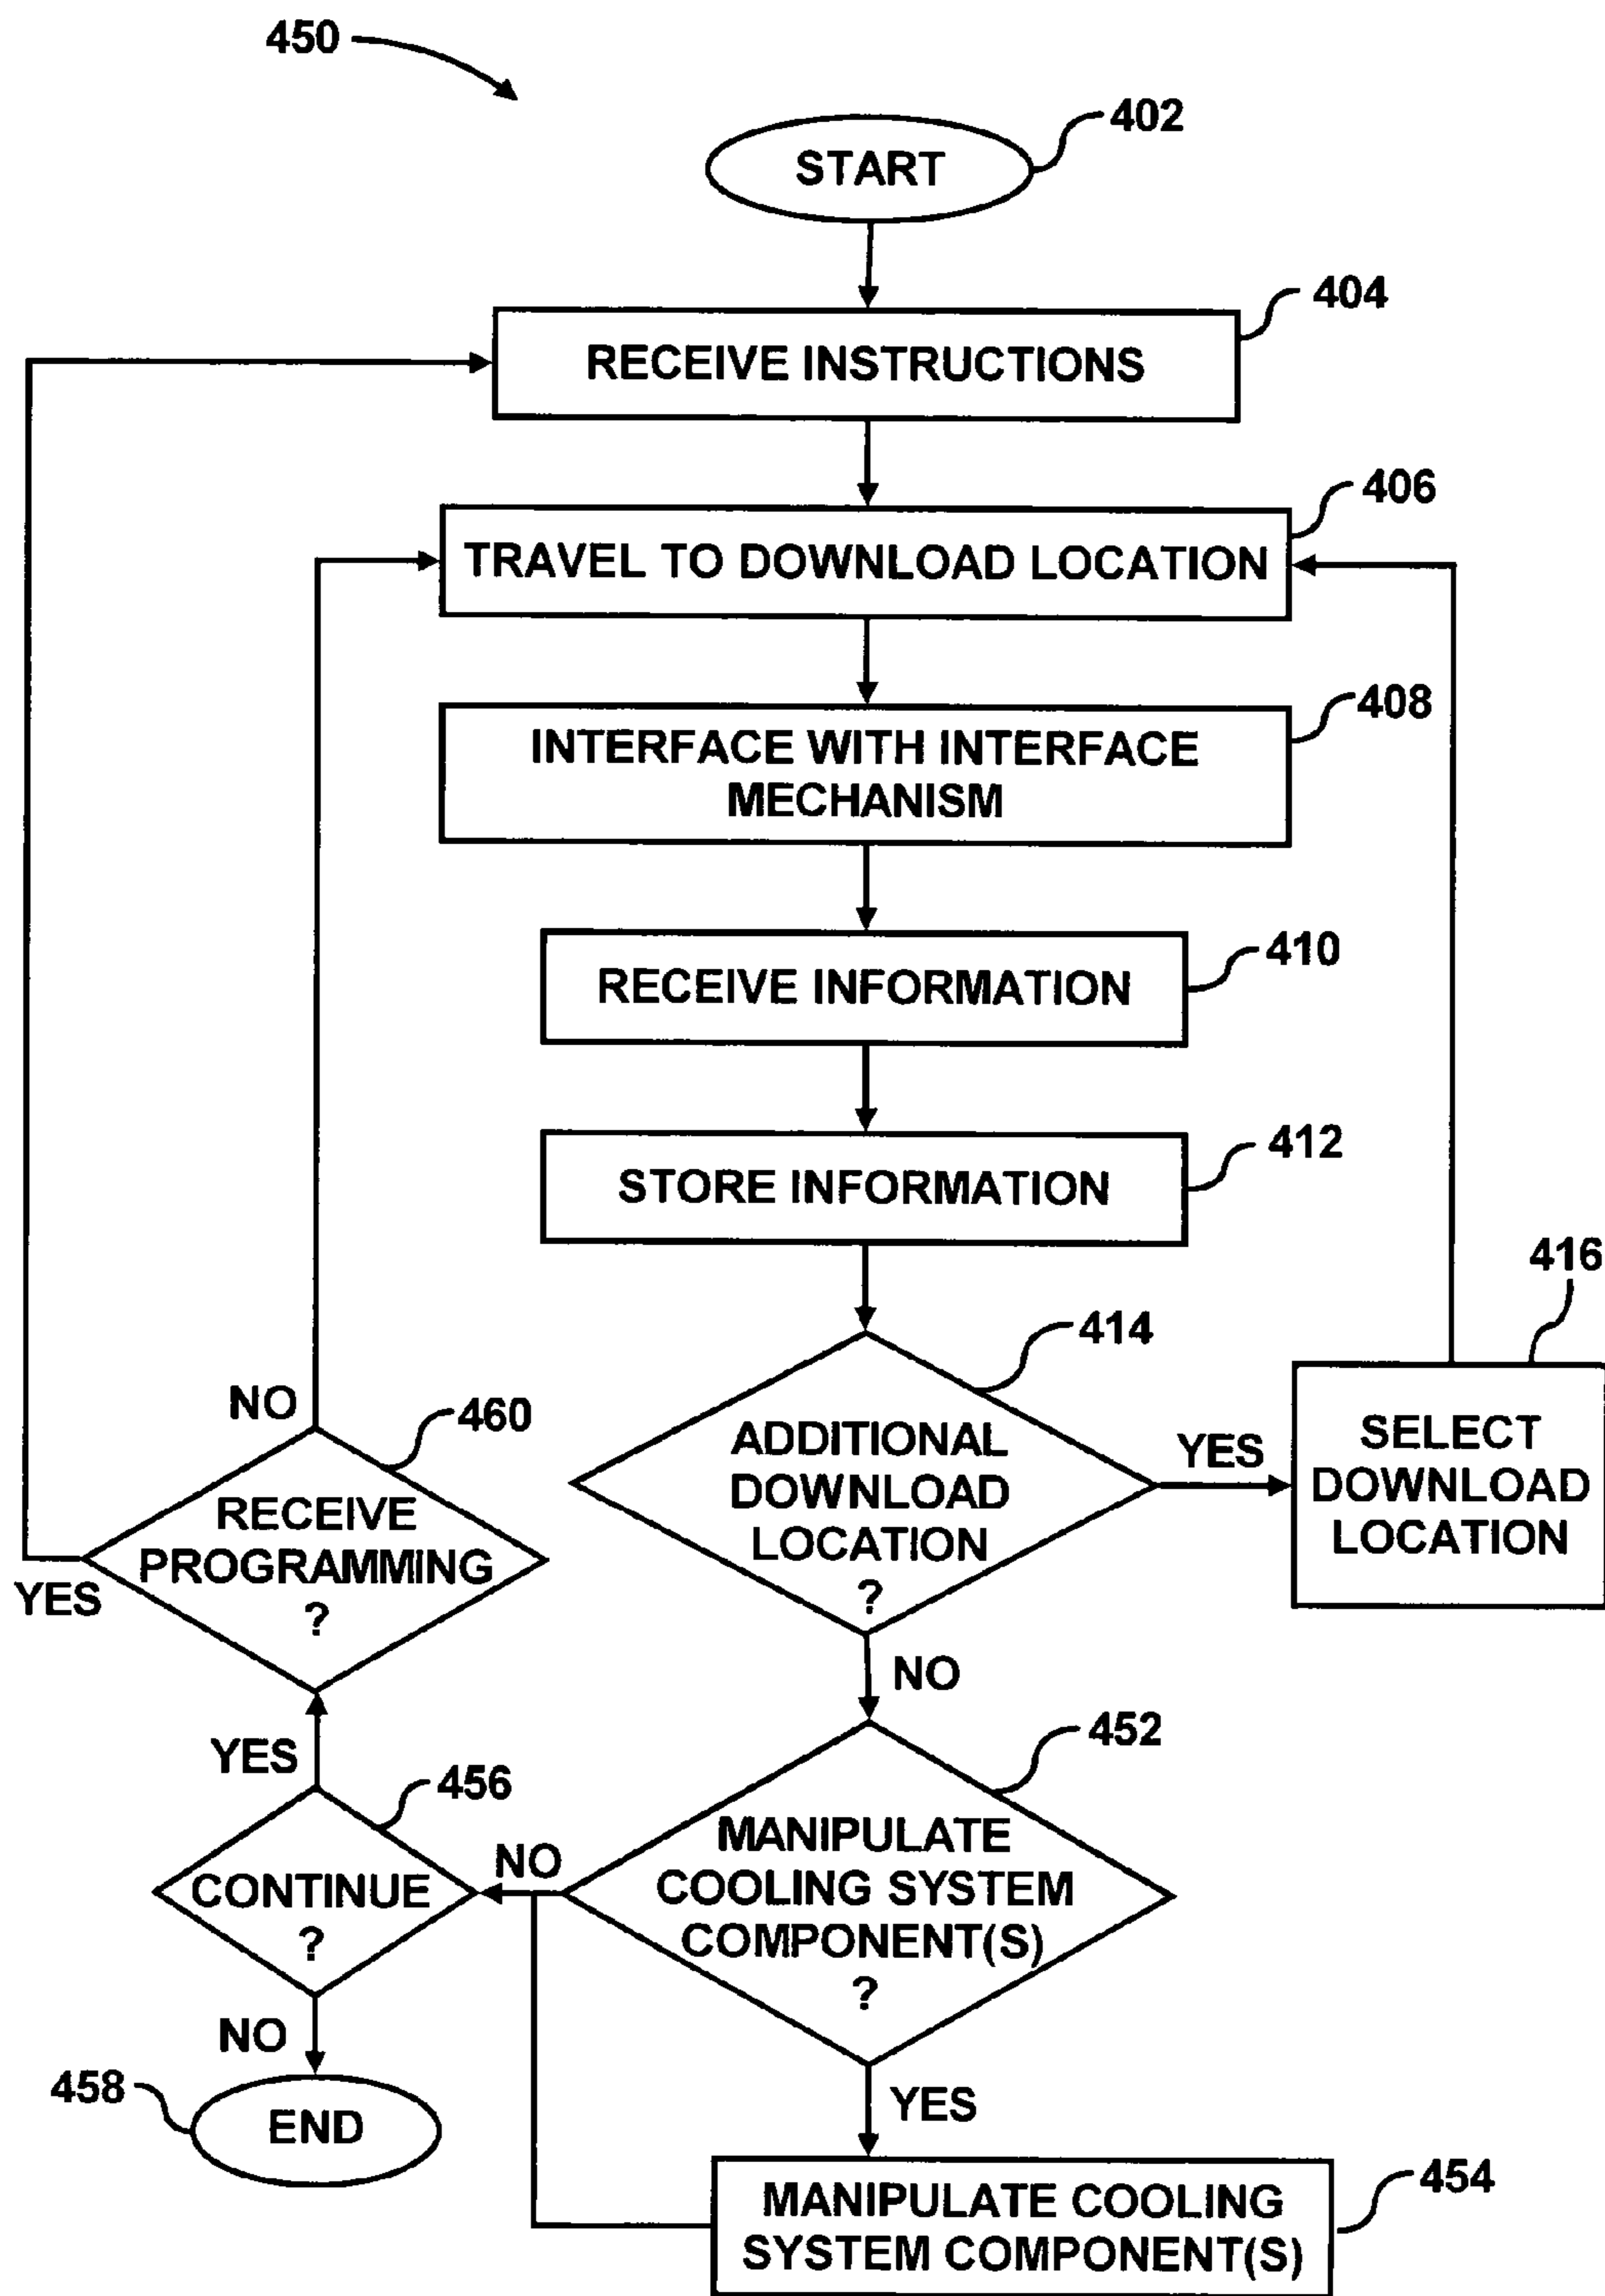 450
402
START
404
RECEIVE INSTRUCTIONS
406
TRAVEL TO DOWNLOAD LOCATION
408
INTERFACE WITH INTERFACE
MECHANISM
410
RECEIVE INFORMATION
412
STORE INFORMATION
416
414
SELECT
DOWNLOAD
LOCATION
ADDITIONAL
DOWNLOAD
LOCATION
?
YES
NO
NO
460
RECEIVE
PROGRAMMING
?
YES
YES
452
MANIPULATE
COOLING SYSTEM
COMPONENT(S)
?
NO
YES
456
CONTINUE
?
NO
458
END
454
MANIPULATE COOLING
SYSTEM COMPONENT(S)